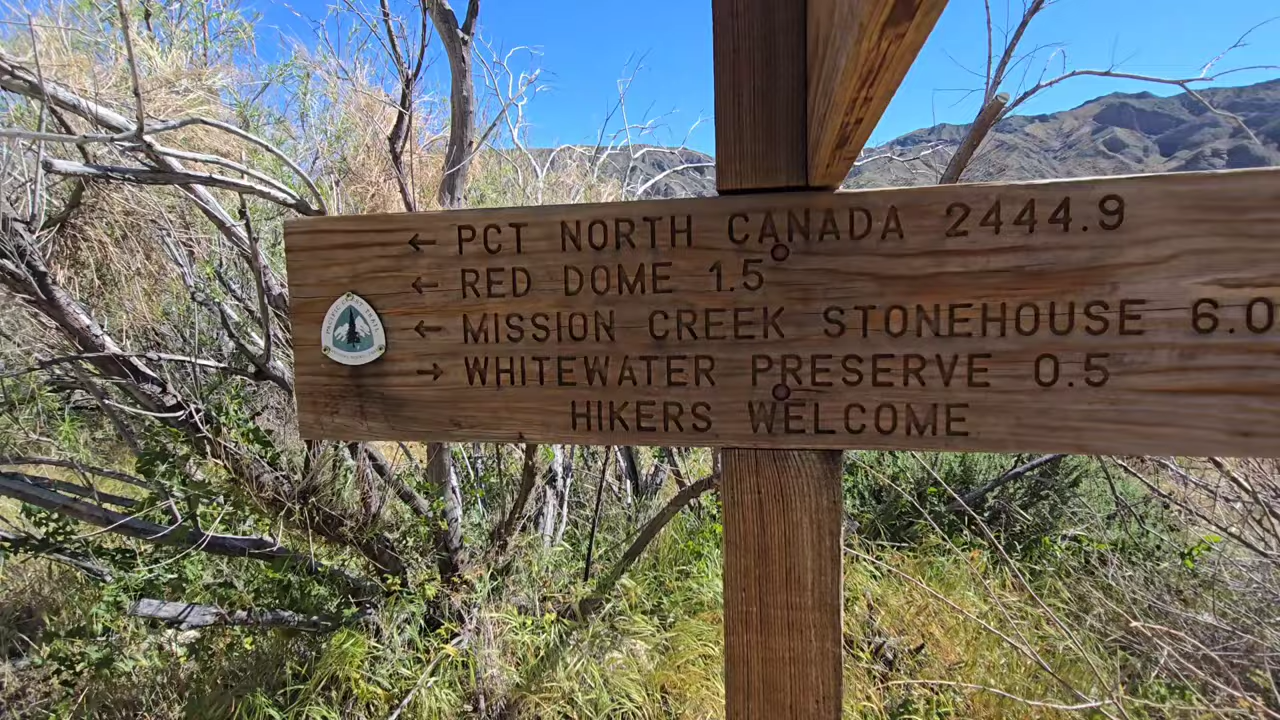 ← PCT NORTH CANADA 2444.9
← RED DOME 1.5
← MISSION CREEK STONEHOUSE 6.0
→ WHITEWATER PRESERVE 0.5
HIKERS WELCOME